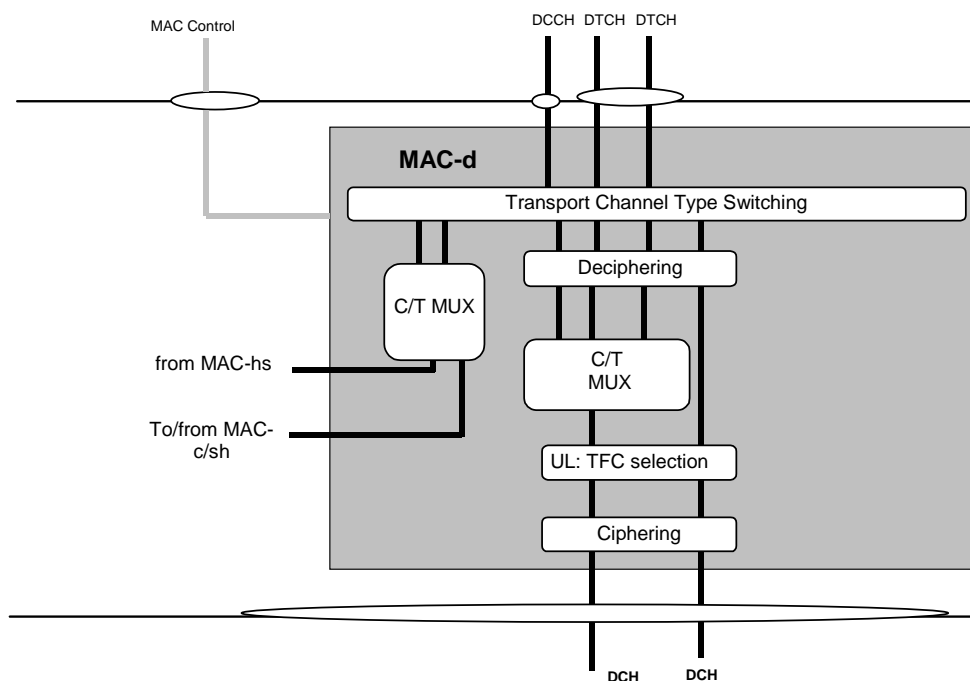 MAC Control
DCCH DTCH DTCH
MAC-d
Transport Channel Type Switching
Deciphering
C/T MUX
from MAC-hs
C/T
MUX
To/from MAC-
c/sh
UL: TFC selection
Ciphering
DCH DCH